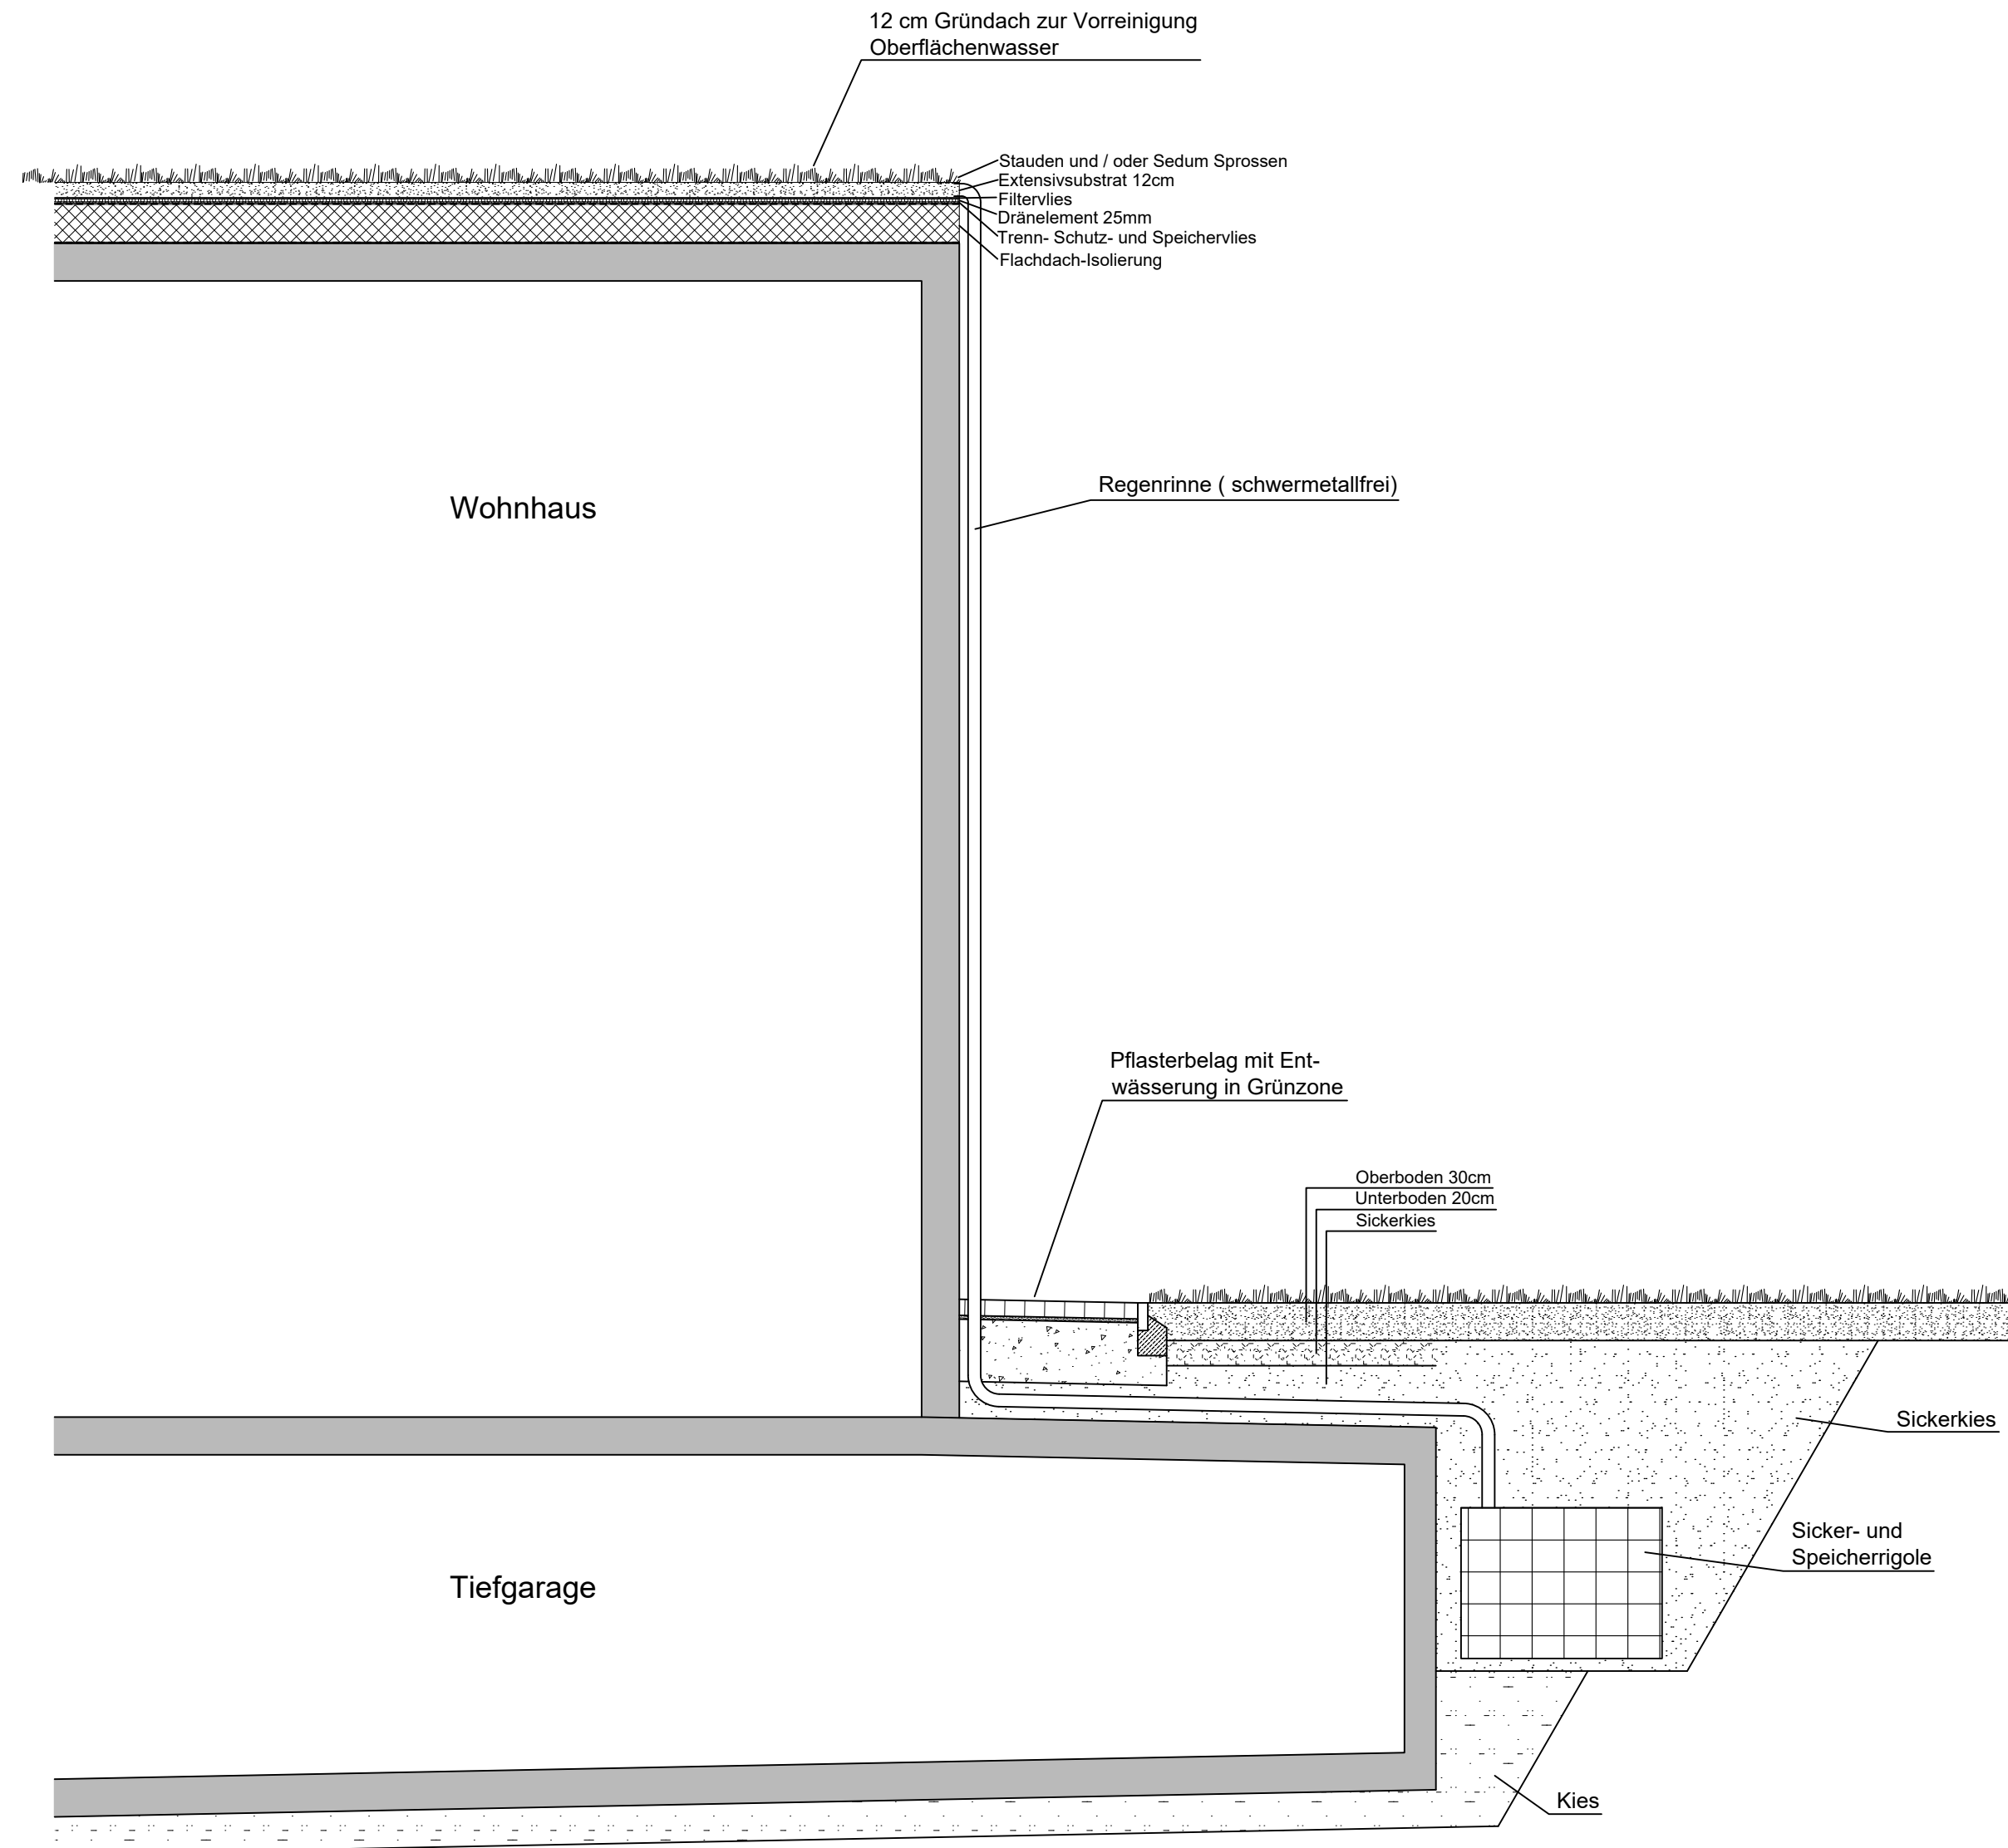 12 cm Gründach zur Vorreinigung
Oberflächenwasser
Stauden und / oder Sedum Sprossen
Extensivsubstrat 12cm
Filtervlies
Dränelement 25mm
Trenn- Schutz- und Speichervlies
Flachdach-Isolierung
Regenrinne ( schwermetallfrei)
Wohnhaus
Pflasterbelag mit Ent-
wässerung in Grünzone
Oberboden 30cm
Unterboden 20cm
Sickerkies
Sickerkies
Sicker- und
Speicherrigole
Tiefgarage
Kies